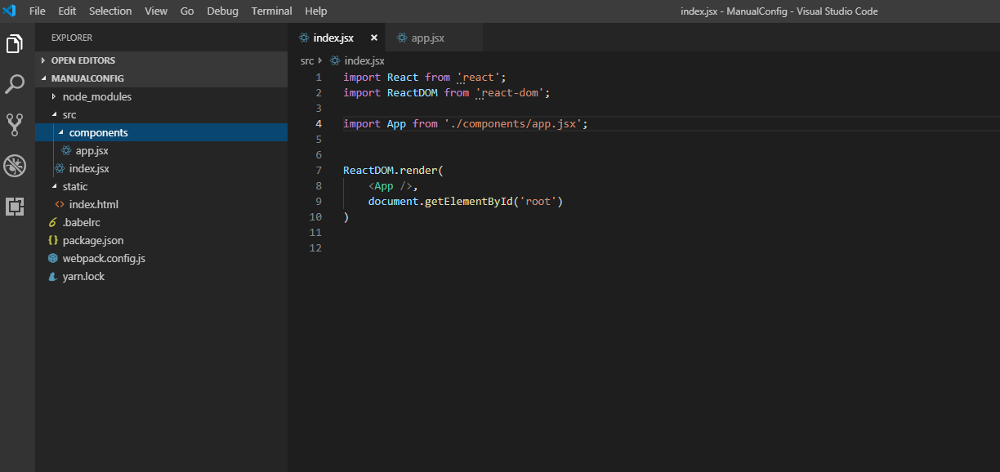 File Edit Selection View Go Debug Terminal Help index.jsx - ManualConfig - Visual Studio Code
EXPLORER
OPEN EDITORS
MANUALCONFIG
node_modules
src
components
app.jsx
index.jsx
static
index.html
.babelrc
package.json
webpack.config.js
yarn.lock
index.jsx × app.jsx
src index.jsx
1 import React from 'react';
2 import ReactDOM from 'react-dom';
3
4 import App from './components/app.jsx';
5
6
7 ReactDOM.render(
8 <App />,
9 document.getElementById('root')
10 )
11
12